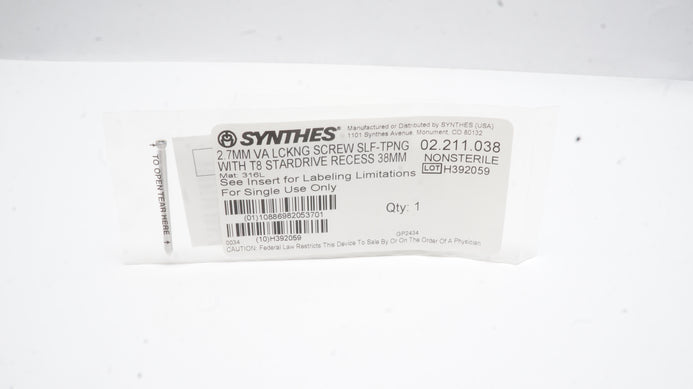 SYNTHES®
Manufactured or Distributed by SYNTHES (USA)
1101 Synthes Avenue, Monument, CO 80132
2.7MM VA LCKNG SCREW SLF-TPNG
WITH T8 STARDRIVE RECESS 38MM
02.211.038
NONSTERILE
LOT H392059
Mat: 316L
See Insert for Labeling Limitations
For Single Use Only
(01)10886982053701
Qty: 1
(10)H392059
0034
GP2434
CAUTION: Federal Law Restricts This Device To Sale By Or On The Order Of A Physician
TO OPEN TEAR HERE